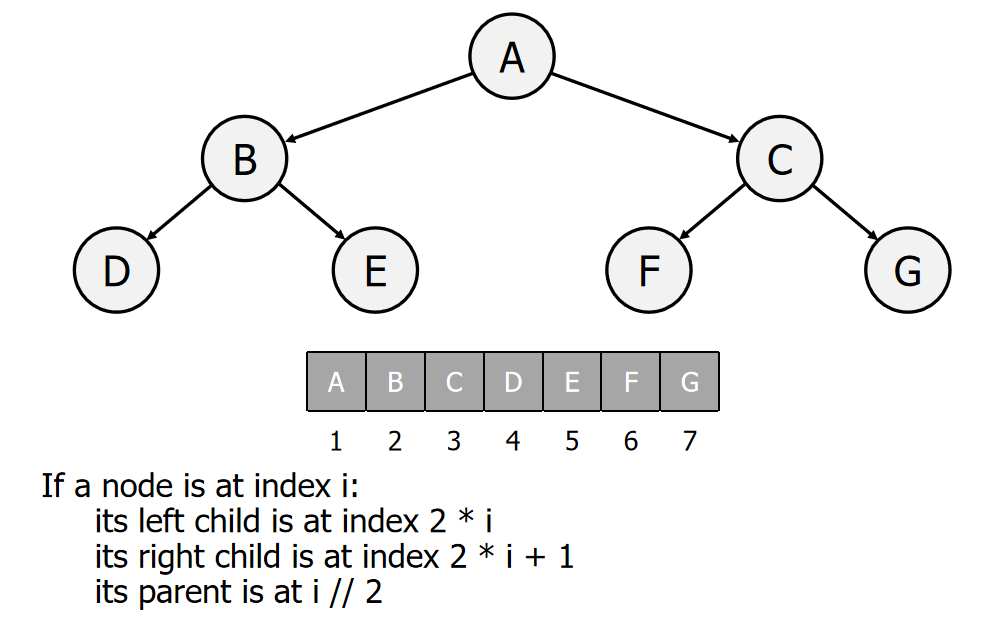 A
B C
D E F G
A B C D E F G
1 2 3 4 5 6 7
If a node is at index i:
its left child is at index 2 * i
its right child is at index 2 * i + 1
its parent is at i // 2